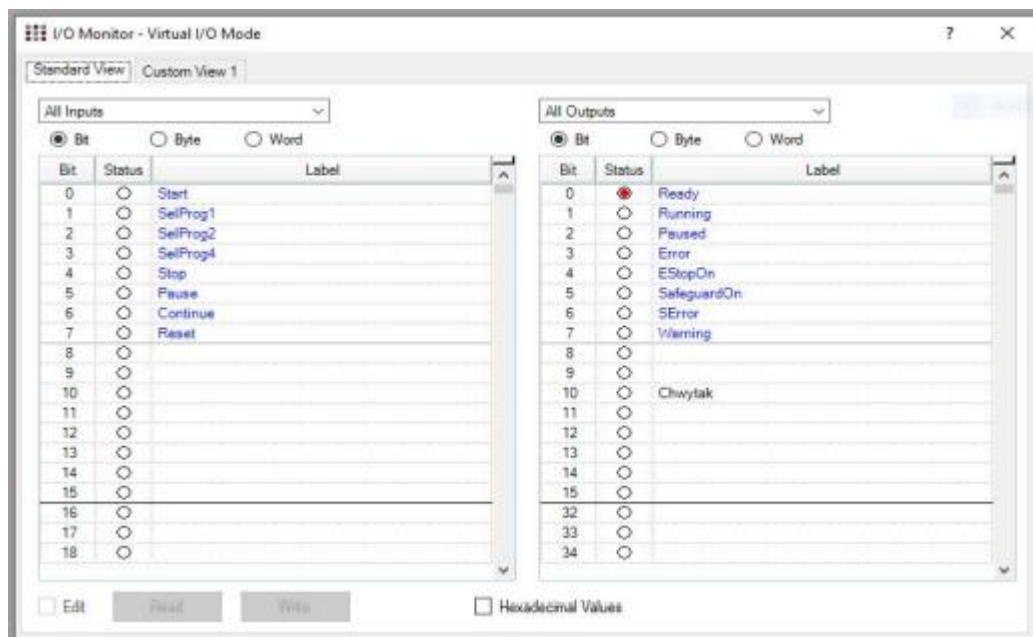 I/O Monitor - Virtual I/O Mode ? ×
Standard View Custom View 1
All Inputs
Bit Byte Word
Bit Status Label
0 Start
1 SelProg1
2 SelProg2
3 SelProg4
4 Stop
5 Pause
6 Continue
7 Reset
8
9
10
11
12
13
14
15
16
17
18
Edit Read Write
All Outputs
Bit Byte Word
Bit Status Label
0 Ready
1 Running
2 Paused
3 Error
4 EStopOn
5 SafeguardOn
6 SError
7 Warning
8
9
10 Chwytak
11
12
13
14
15
32
33
34
Hexadecimal Values